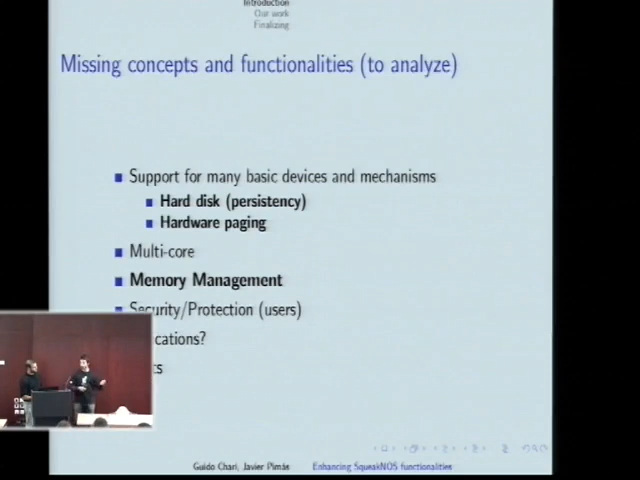 Introduction
Our work
Finalizing
Missing concepts and functionalities (to analyze)
Support for many basic devices and mechanisms
Hard disk (persistency)
Hardware paging
Multi-core
Memory Management
Security/Protection (users)
cations?
ts
Guido Chari, Javier Pimás Enhancing SqueakNOS functionalities